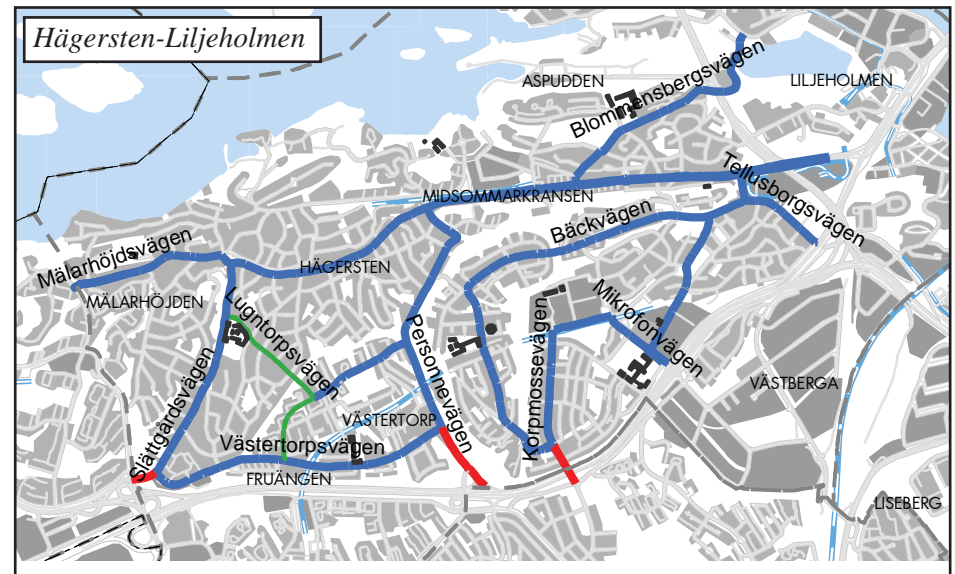 Hägersten-Liljeholmen
ASPUDDEN
LILJEHOLMEN
Blommensbergsvägen
Tellusborgsvägen
MIDSOMMARKRANSEN
Bäckvägen
Mälarhöjdsvägen
HÄGERSTEN
MÄLARHÖJDEN
Lugntorpsvägen
Mikrofonvägen
Personnevägen
Korpmossevägen
Slättgårdsvägen
VÄSTBERGA
VÄSTERTORP
Västertorpsvägen
FRUÄNGEN
LISEBERG